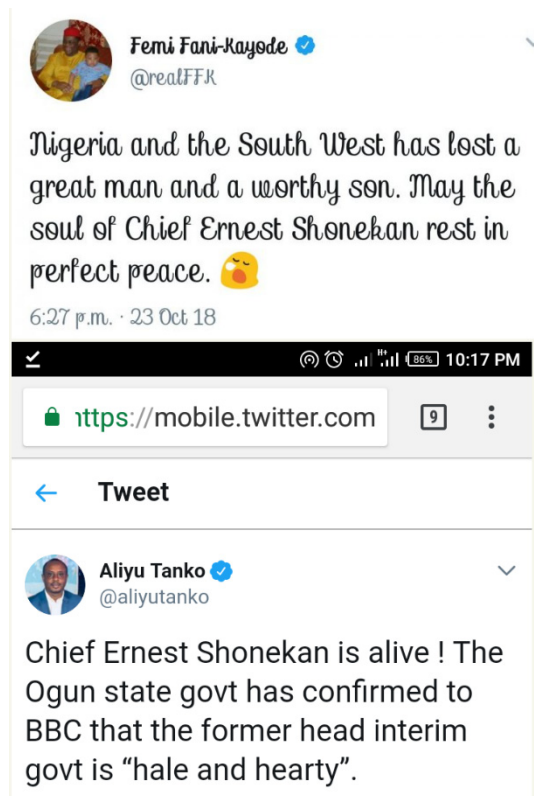 Femi Fani-Kayode
@realFFK
Nigeria and the South West has lost a
great man and a worthy son. May the
soul of Chief Ernest Shonekan rest in
perfect peace. 😪
6:27 p.m. · 23 Oct 18
H+ 86% 10:17 PM
ttps://mobile.twitter.com 9
Tweet
Aliyu Tanko
@aliyutanko
Chief Ernest Shonekan is alive ! The
Ogun state govt has confirmed to
BBC that the former head interim
govt is “hale and hearty”.